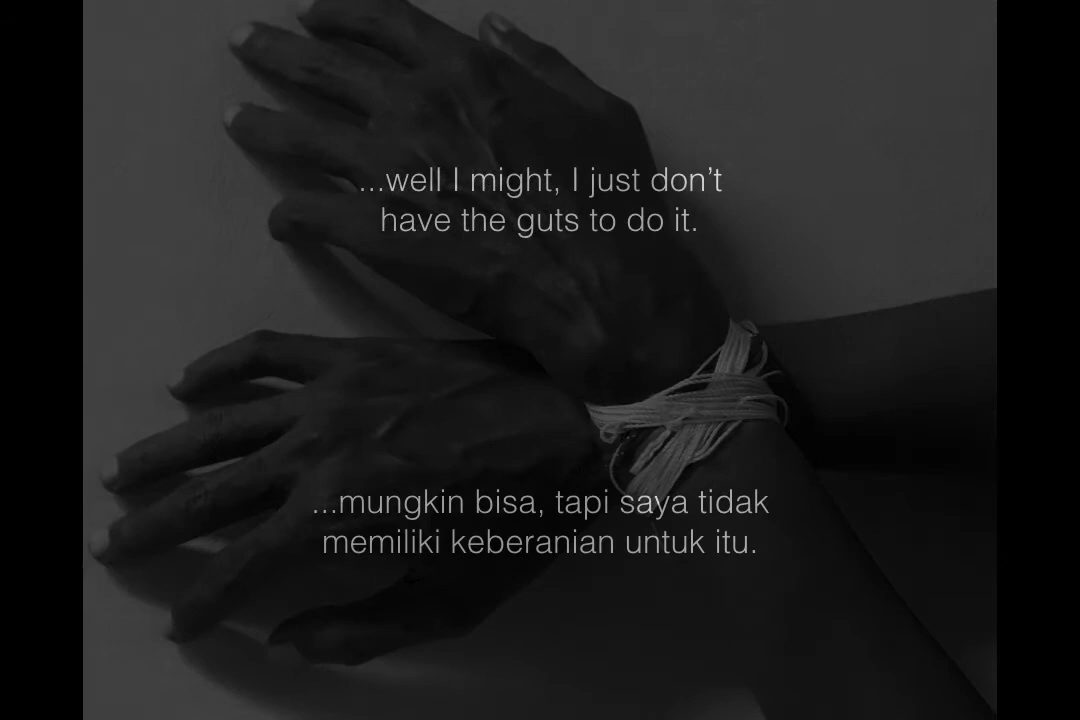 ...well I might, I just don't
have the guts to do it.
...mungkin bisa, tapi saya tidak
memiliki keberanian untuk itu.